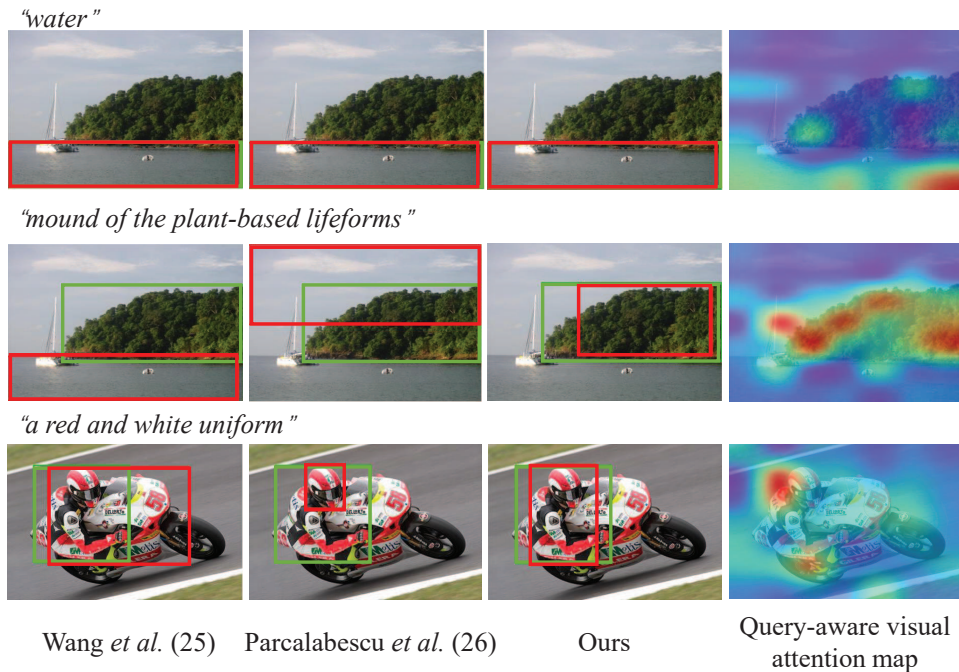 “water”
“mound of the plant-based lifeforms”
“a red and white uniform”
Wang et al. (25)
Parcalabescu et al. (26)
Ours
Query-aware visual
attention map